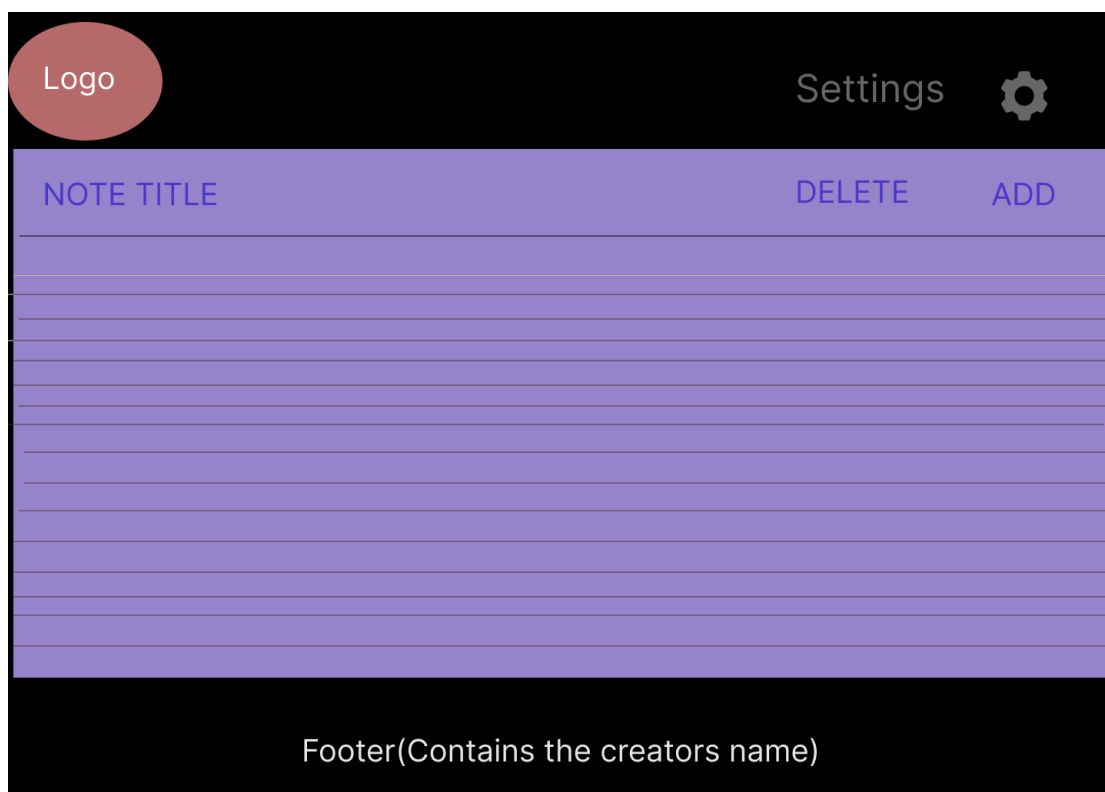 Logo
Settings
NOTE TITLE DELETE ADD
Footer(Contains the creators name)